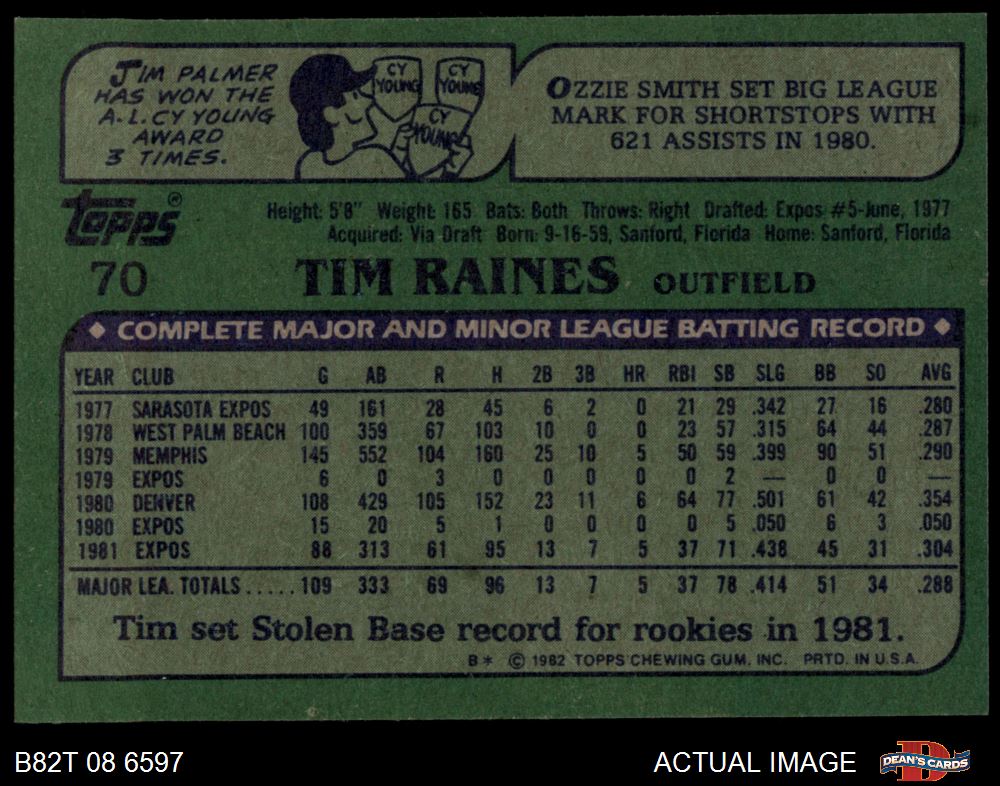 JIM PALMER
HAS WON THE
A.L. CY YOUNG
AWARD
3 TIMES.
CY
YOUNG
CY
YOUNG
CY
YOUNG
OZZIE SMITH SET BIG LEAGUE
MARK FOR SHORTSTOPS WITH
621 ASSISTS IN 1980.
topps®
Height: 5'8" Weight: 165 Bats: Both Throws: Right Drafted: Expos #5-June, 1977
Acquired: Via Draft Born: 9-16-59, Sanford, Florida Home: Sanford, Florida
70 TIM RAINES OUTFIELD
◆ COMPLETE MAJOR AND MINOR LEAGUE BATTING RECORD ◆
YEAR CLUB G AB R H 2B 3B HR RBI SB SLG BB SO AVG
1977 SARASOTA EXPOS 49 161 28 45 6 2 0 21 29 .342 27 16 .280
1978 WEST PALM BEACH 100 359 67 103 10 0 0 23 57 .315 64 44 .287
1979 MEMPHIS 145 552 104 160 25 10 5 50 59 .399 90 51 .290
1979 EXPOS 6 0 3 0 0 0 0 0 2 — 0 0 —
1980 DENVER 108 429 105 152 23 11 6 64 77 .501 61 42 .354
1980 EXPOS 15 20 5 1 0 0 0 0 5 .050 6 3 .050
1981 EXPOS 88 313 61 95 13 7 5 37 71 .438 45 31 .304
MAJOR LEA. TOTALS ..... 109 333 69 96 13 7 5 37 78 .414 51 34 .288
Tim set Stolen Base record for rookies in 1981.
B* © 1982 TOPPS CHEWING GUM, INC. PRTD. IN U.S.A.
B82T 08 6597 ACTUAL IMAGE DEAN'S CARDS